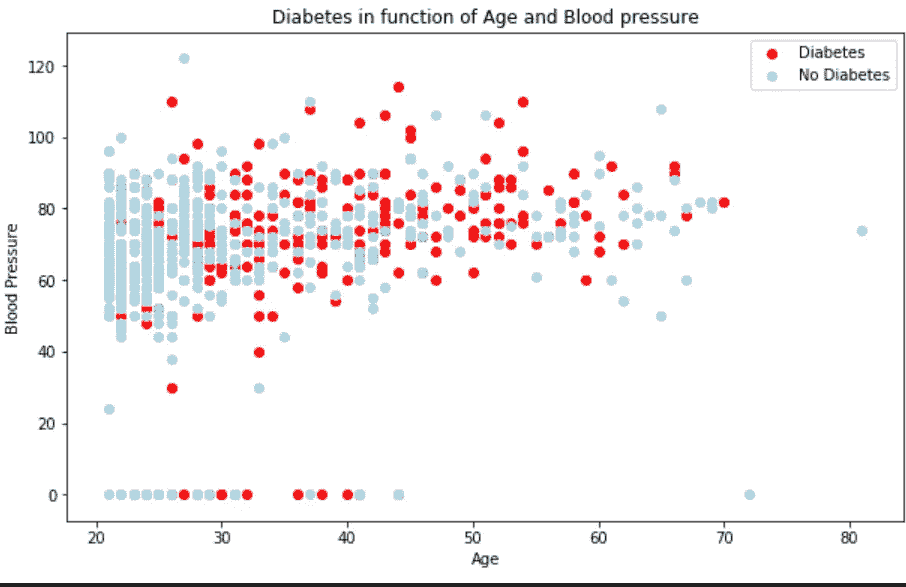 Diabetes in function of Age and Blood pressure
Diabetes
No Diabetes
120
100
80
60
40
20
0
Blood Pressure
20 30 40 50 60 70 80
Age